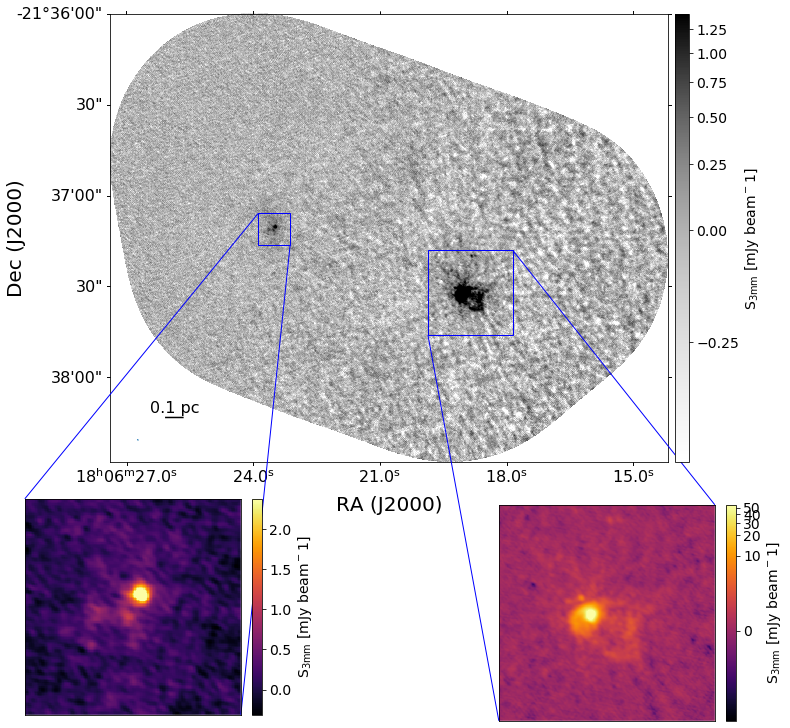 -21°36'00"
30"
37'00"
30"
38'00"
Dec (J2000)
0.1 pc
18ʰ06ᵐ27.0ˢ
24.0ˢ
21.0ˢ
18.0ˢ
15.0ˢ
RA (J2000)
1.25
1.00
0.75
0.50
0.25
0.00
−0.25
S₃ₘₘ [mJy beam⁻1]
2.0
1.5
1.0
0.5
0.0
S₃ₘₘ [mJy beam⁻1]
50
40
30
20
10
0
S₃ₘₘ [mJy beam⁻1]